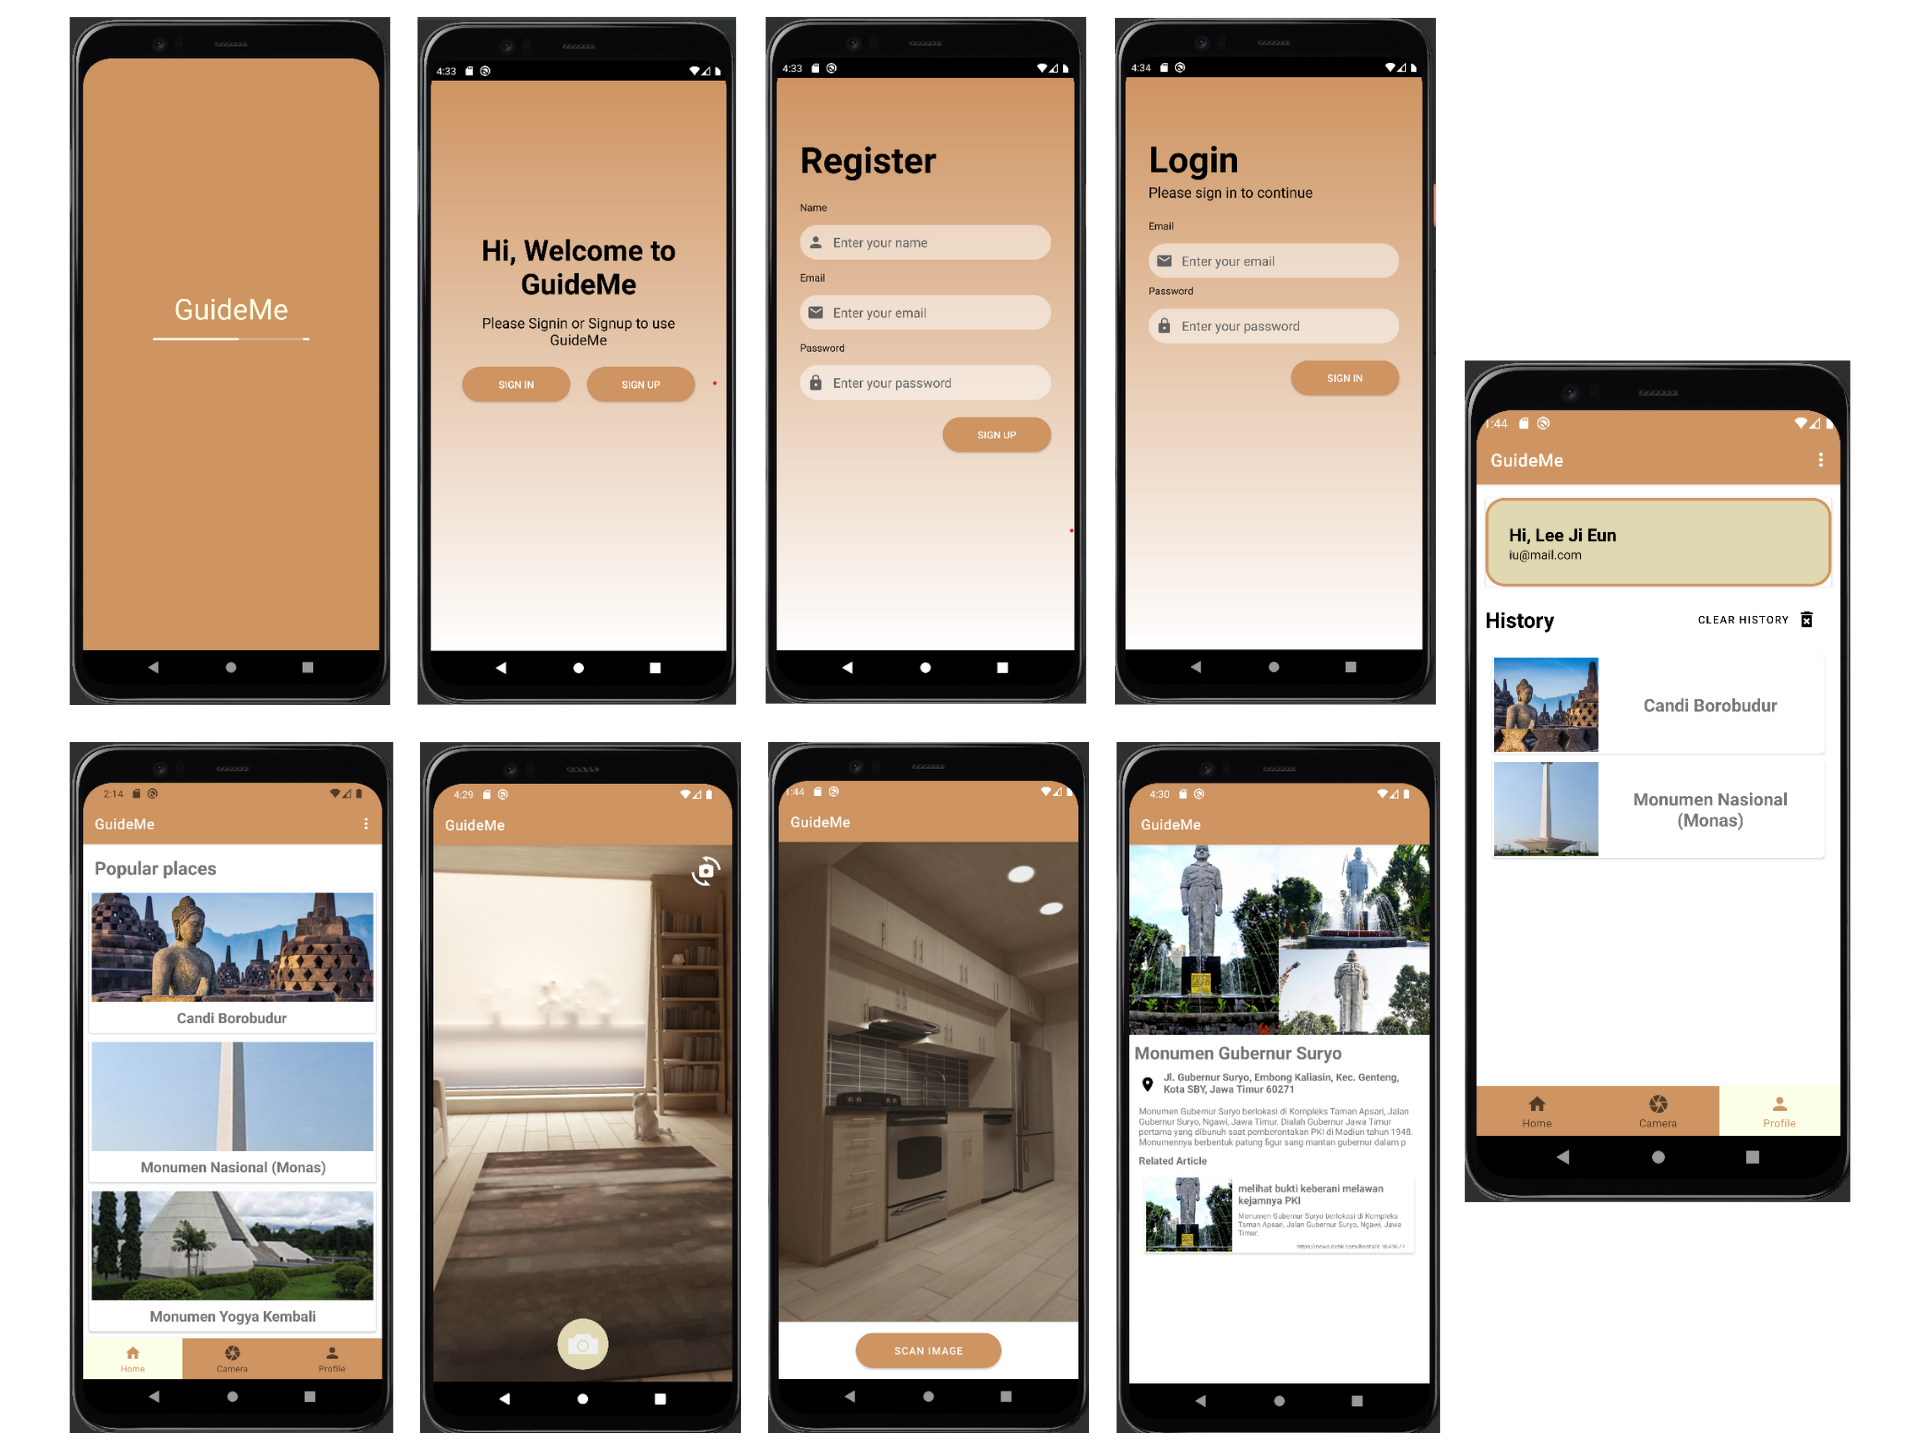 GuideMe
4:33
Hi, Welcome to
GuideMe
Please Signin or Signup to use
GuideMe
SIGN IN
SIGN UP
4:33
Register
Name
Enter your name
Email
Enter your email
Password
Enter your password
SIGN UP
4:34
Login
Please sign in to continue
Email
Enter your email
Password
Enter your password
SIGN IN
1:44
GuideMe
Hi, Lee Ji Eun
iu@mail.com
History
CLEAR HISTORY
Candi Borobudur
Monumen Nasional
(Monas)
Home
Camera
Profile
2:14
GuideMe
Popular places
Candi Borobudur
Monumen Nasional (Monas)
Monumen Yogya Kembali
Home
Camera
Profile
4:29
GuideMe
1:44
GuideMe
SCAN IMAGE
4:30
GuideMe
Monumen Gubernur Suryo
Jl. Gubernur Suryo, Embong Kaliasin, Kec. Genteng,
Kota SBY, Jawa Timur 60271
Monumen Gubernur Suryo berlokasi di Kompleks Taman Apsari, Jalan
Gubernur Suryo, Ngawi, Jawa Timur. Dialah Gubernur Jawa Timur
pertama yang dibunuh saat pemberontakan PKI di Madiun tahun 1948.
Monumennya berbentuk patung figur sang mantan gubernur dalam p
Related Article
melihat bukti keberani melawan
kejamnya PKI
Monumen Gubernur Suryo berlokasi di Kompleks
Taman Apsari, Jalan Gubernur Suryo, Ngawi, Jawa
Timur.